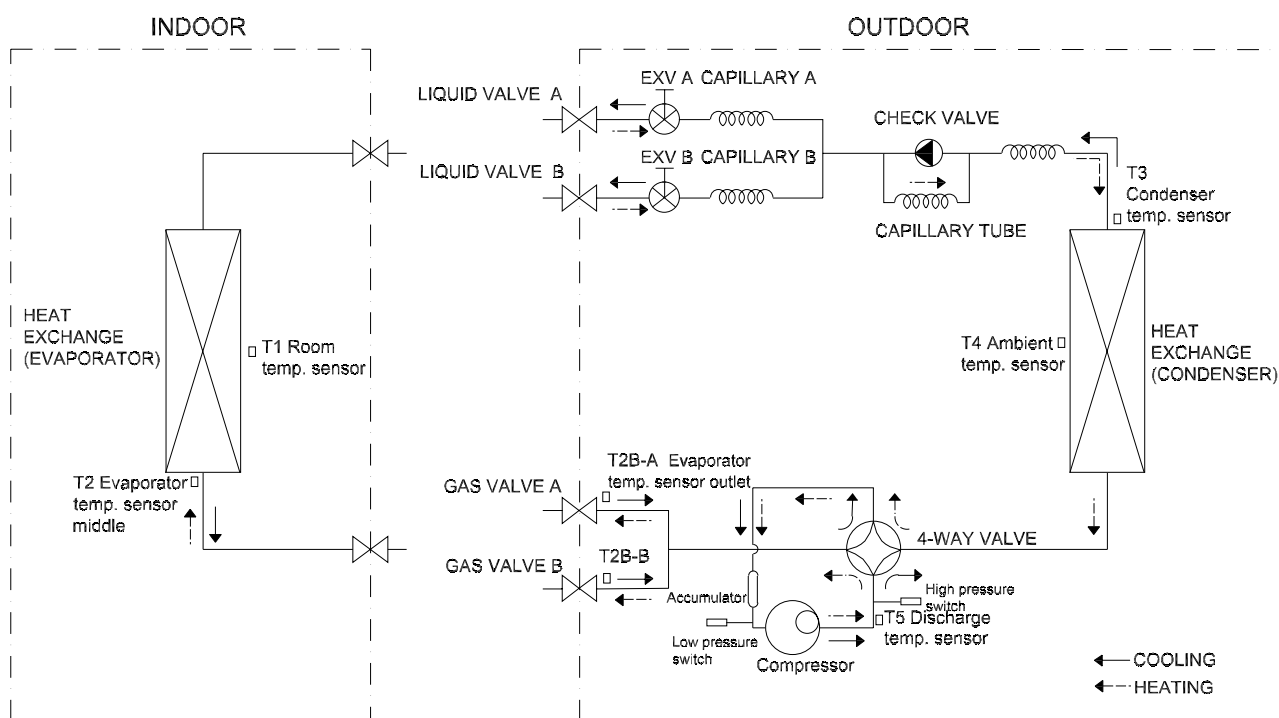 INDOOR
OUTDOOR
EXV A CAPILLARY A
LIQUID VALVE A
CHECK VALVE
EXV B CAPILLARY B
LIQUID VALVE B
T3
Condenser
temp. sensor
CAPILLARY TUBE
HEAT
EXCHANGE
(EVAPORATOR)
T1 Room
temp. sensor
T4 Ambient
temp. sensor
HEAT
EXCHANGE
(CONDENSER)
T2 Evaporator
temp. sensor
middle
T2B-A Evaporator
temp. sensor outlet
GAS VALVE A
4-WAY VALVE
T2B-B
GAS VALVE B
Accumulator
High pressure
switch
T5 Discharge
temp. sensor
Low pressure
switch
Compressor
COOLING
HEATING